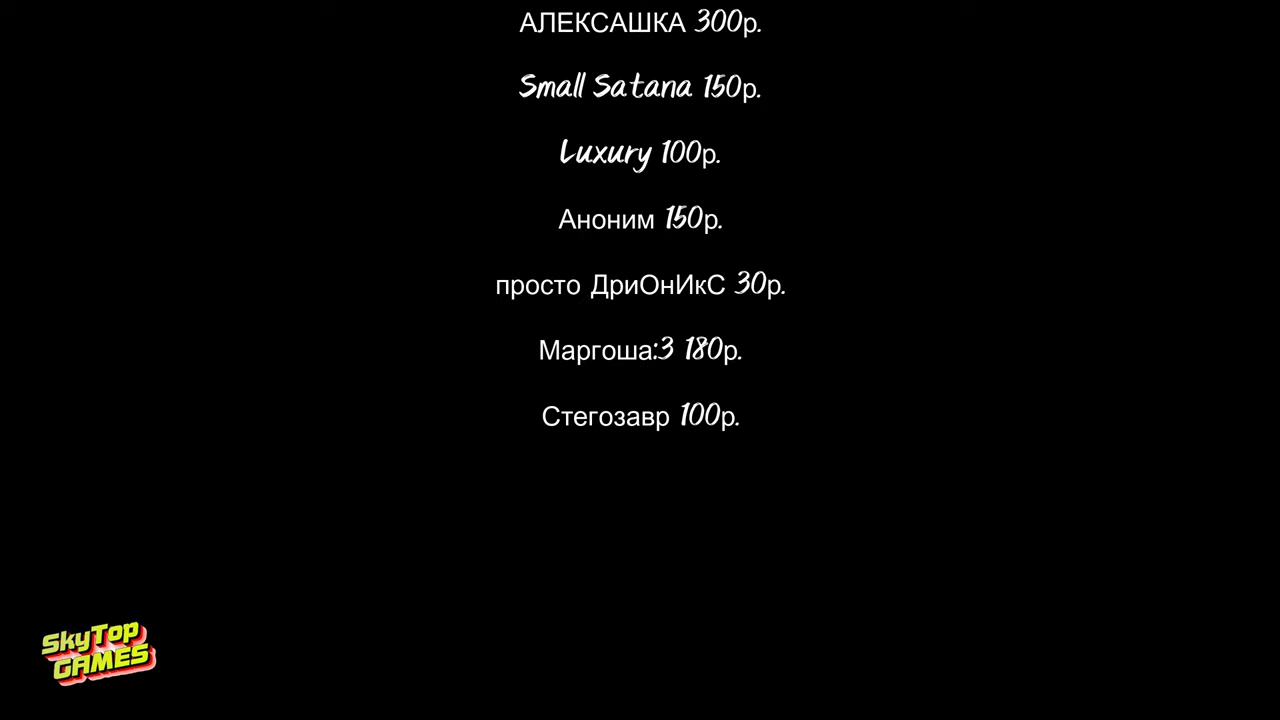 АЛЕКСАШКА 300р.
Small Satana 150р.
Luxury 100р.
Аноним 150р.
просто ДриОнИкС 30р.
Маргоша:3 180р.
Стегозавр 100р.
SkyTop
GAMES